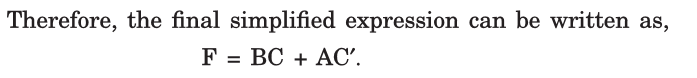 Therefore, the final simplified expression can be written as,
F = BC + AC′.